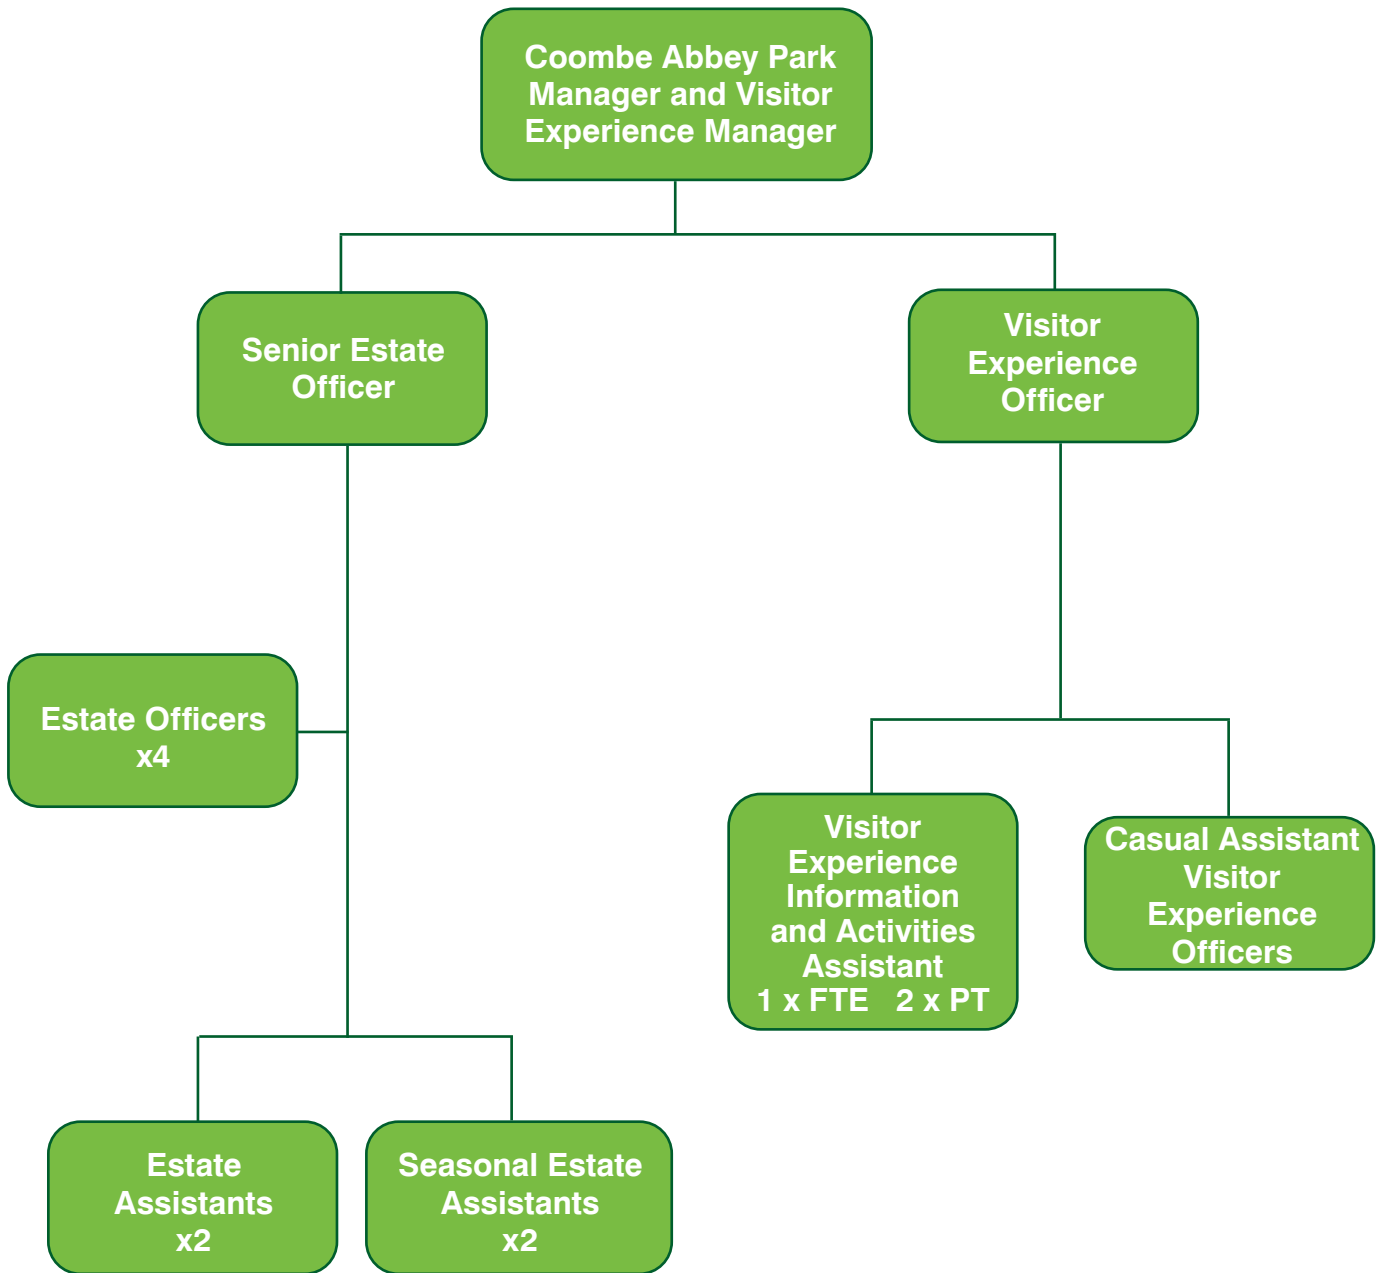 Coombe Abbey Park
Manager and Visitor
Experience Manager
Senior Estate
Officer
Visitor
Experience
Officer
Estate Officers
x4
Visitor
Experience
Information
and Activities
Assistant
1 x FTE   2 x PT
Casual Assistant
Visitor
Experience
Officers
Estate
Assistants
x2
Seasonal Estate
Assistants
x2